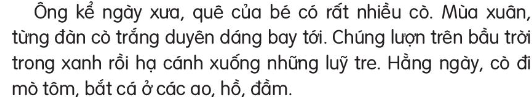 Ông kể ngày xưa, quê của bé có rất nhiều cò. Mùa xuân,
từng đàn cò trắng duyên dáng bay tới. Chúng lượn trên bầu trời
trong xanh rồi hạ cánh xuống những luỹ tre. Hằng ngày, cò đi
mò tôm, bắt cá ở các ao, hồ, đầm.